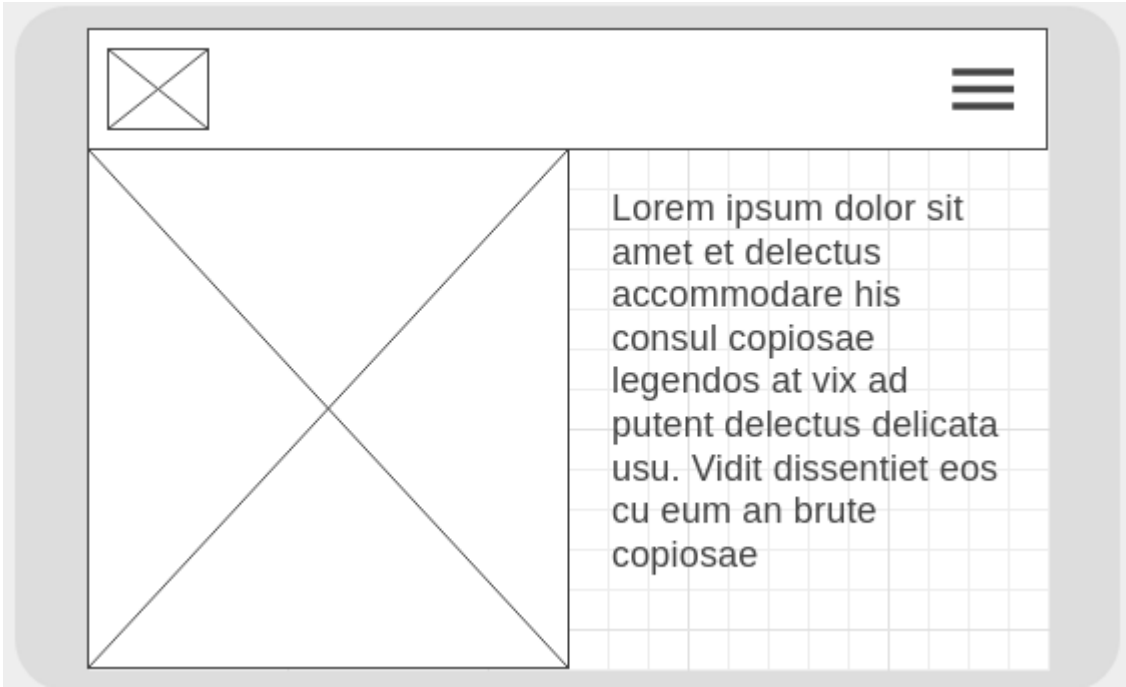 Lorem ipsum dolor sit
amet et delectus
accommodare his
consul copiosae
legendos at vix ad
putent delectus delicata
usu. Vidit dissentiet eos
cu eum an brute
copiosae